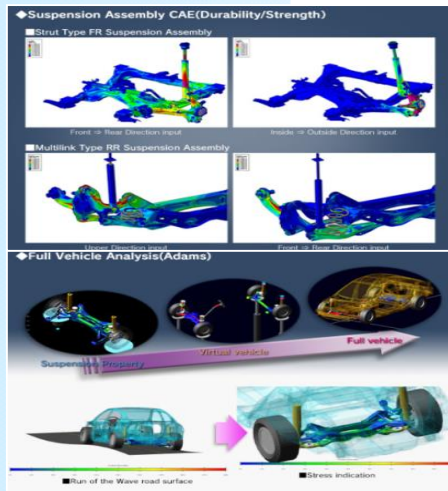 ◆Suspension Assembly CAE(Durability/Strength)
■Strut Type FR Suspension Assembly
Front ⇒ Rear Direction input
Inside ⇒ Outside Direction input
■Multilink Type RR Suspension Assembly
Upper Direction input
Front ⇒ Rear Direction input
◆Full Vehicle Analysis(Adams)
Suspension Property
Virtual vehicle
Full vehicle
■Run of the Wave road surface
■Stress indication